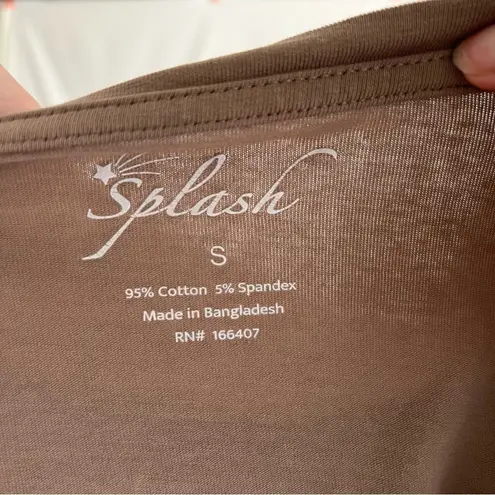 Splash
S
95% Cotton 5% Spandex
Made in Bangladesh
RN# 166407